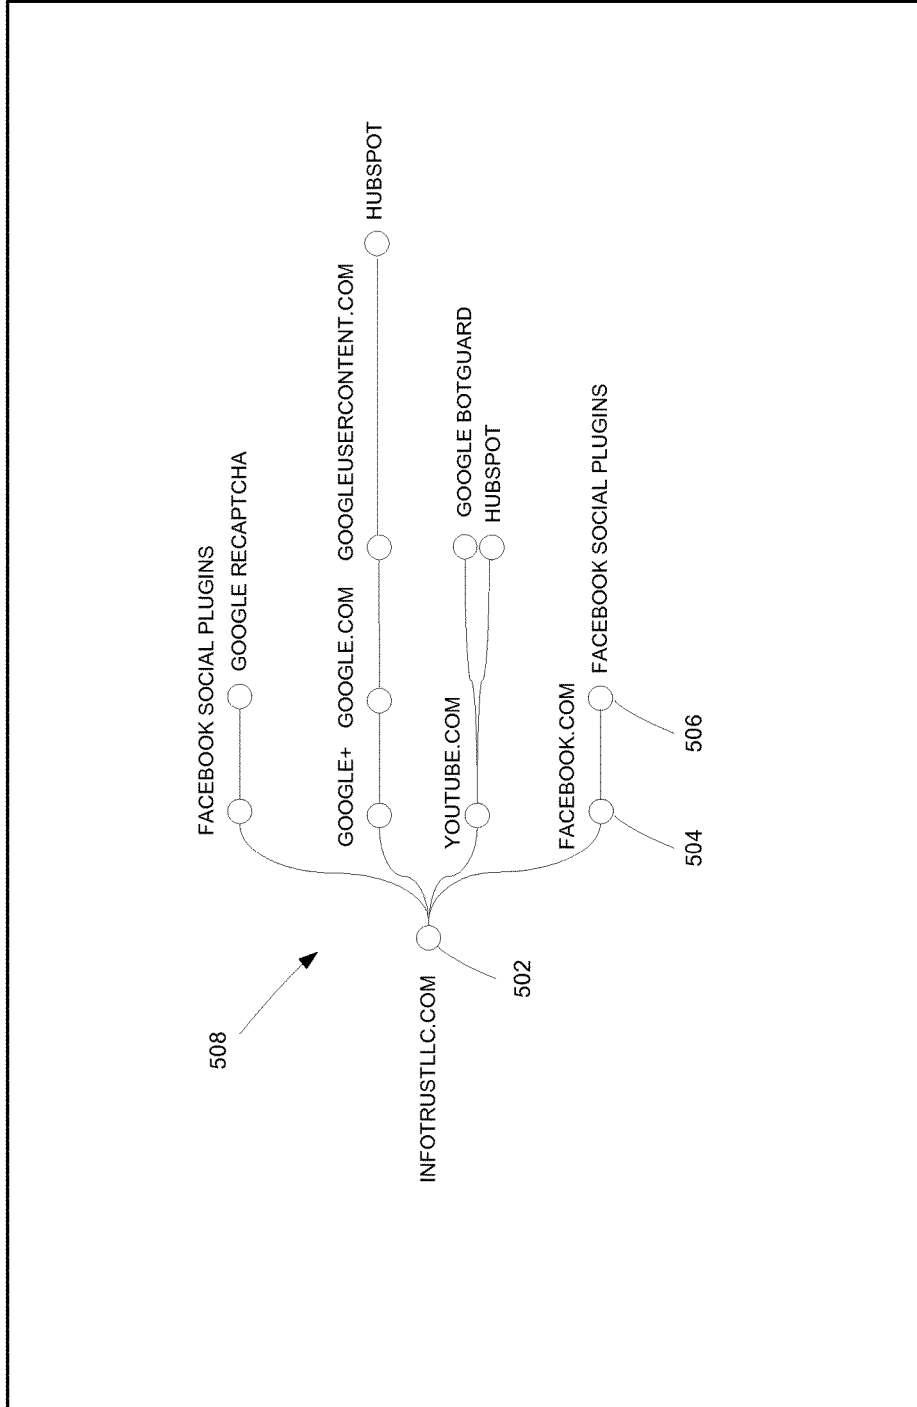 FACEBOOK SOCIAL PLUGINS
GOOGLE RECAPTCHA
GOOGLE+
GOOGLE.COM
GOOGLEUSERCONTENT.COM
HUBSPOT
YOUTUBE.COM
GOOGLE BOTGUARD
HUBSPOT
FACEBOOK.COM
FACEBOOK SOCIAL PLUGINS
INFOTRUSTLLC.COM
508
502
504
506